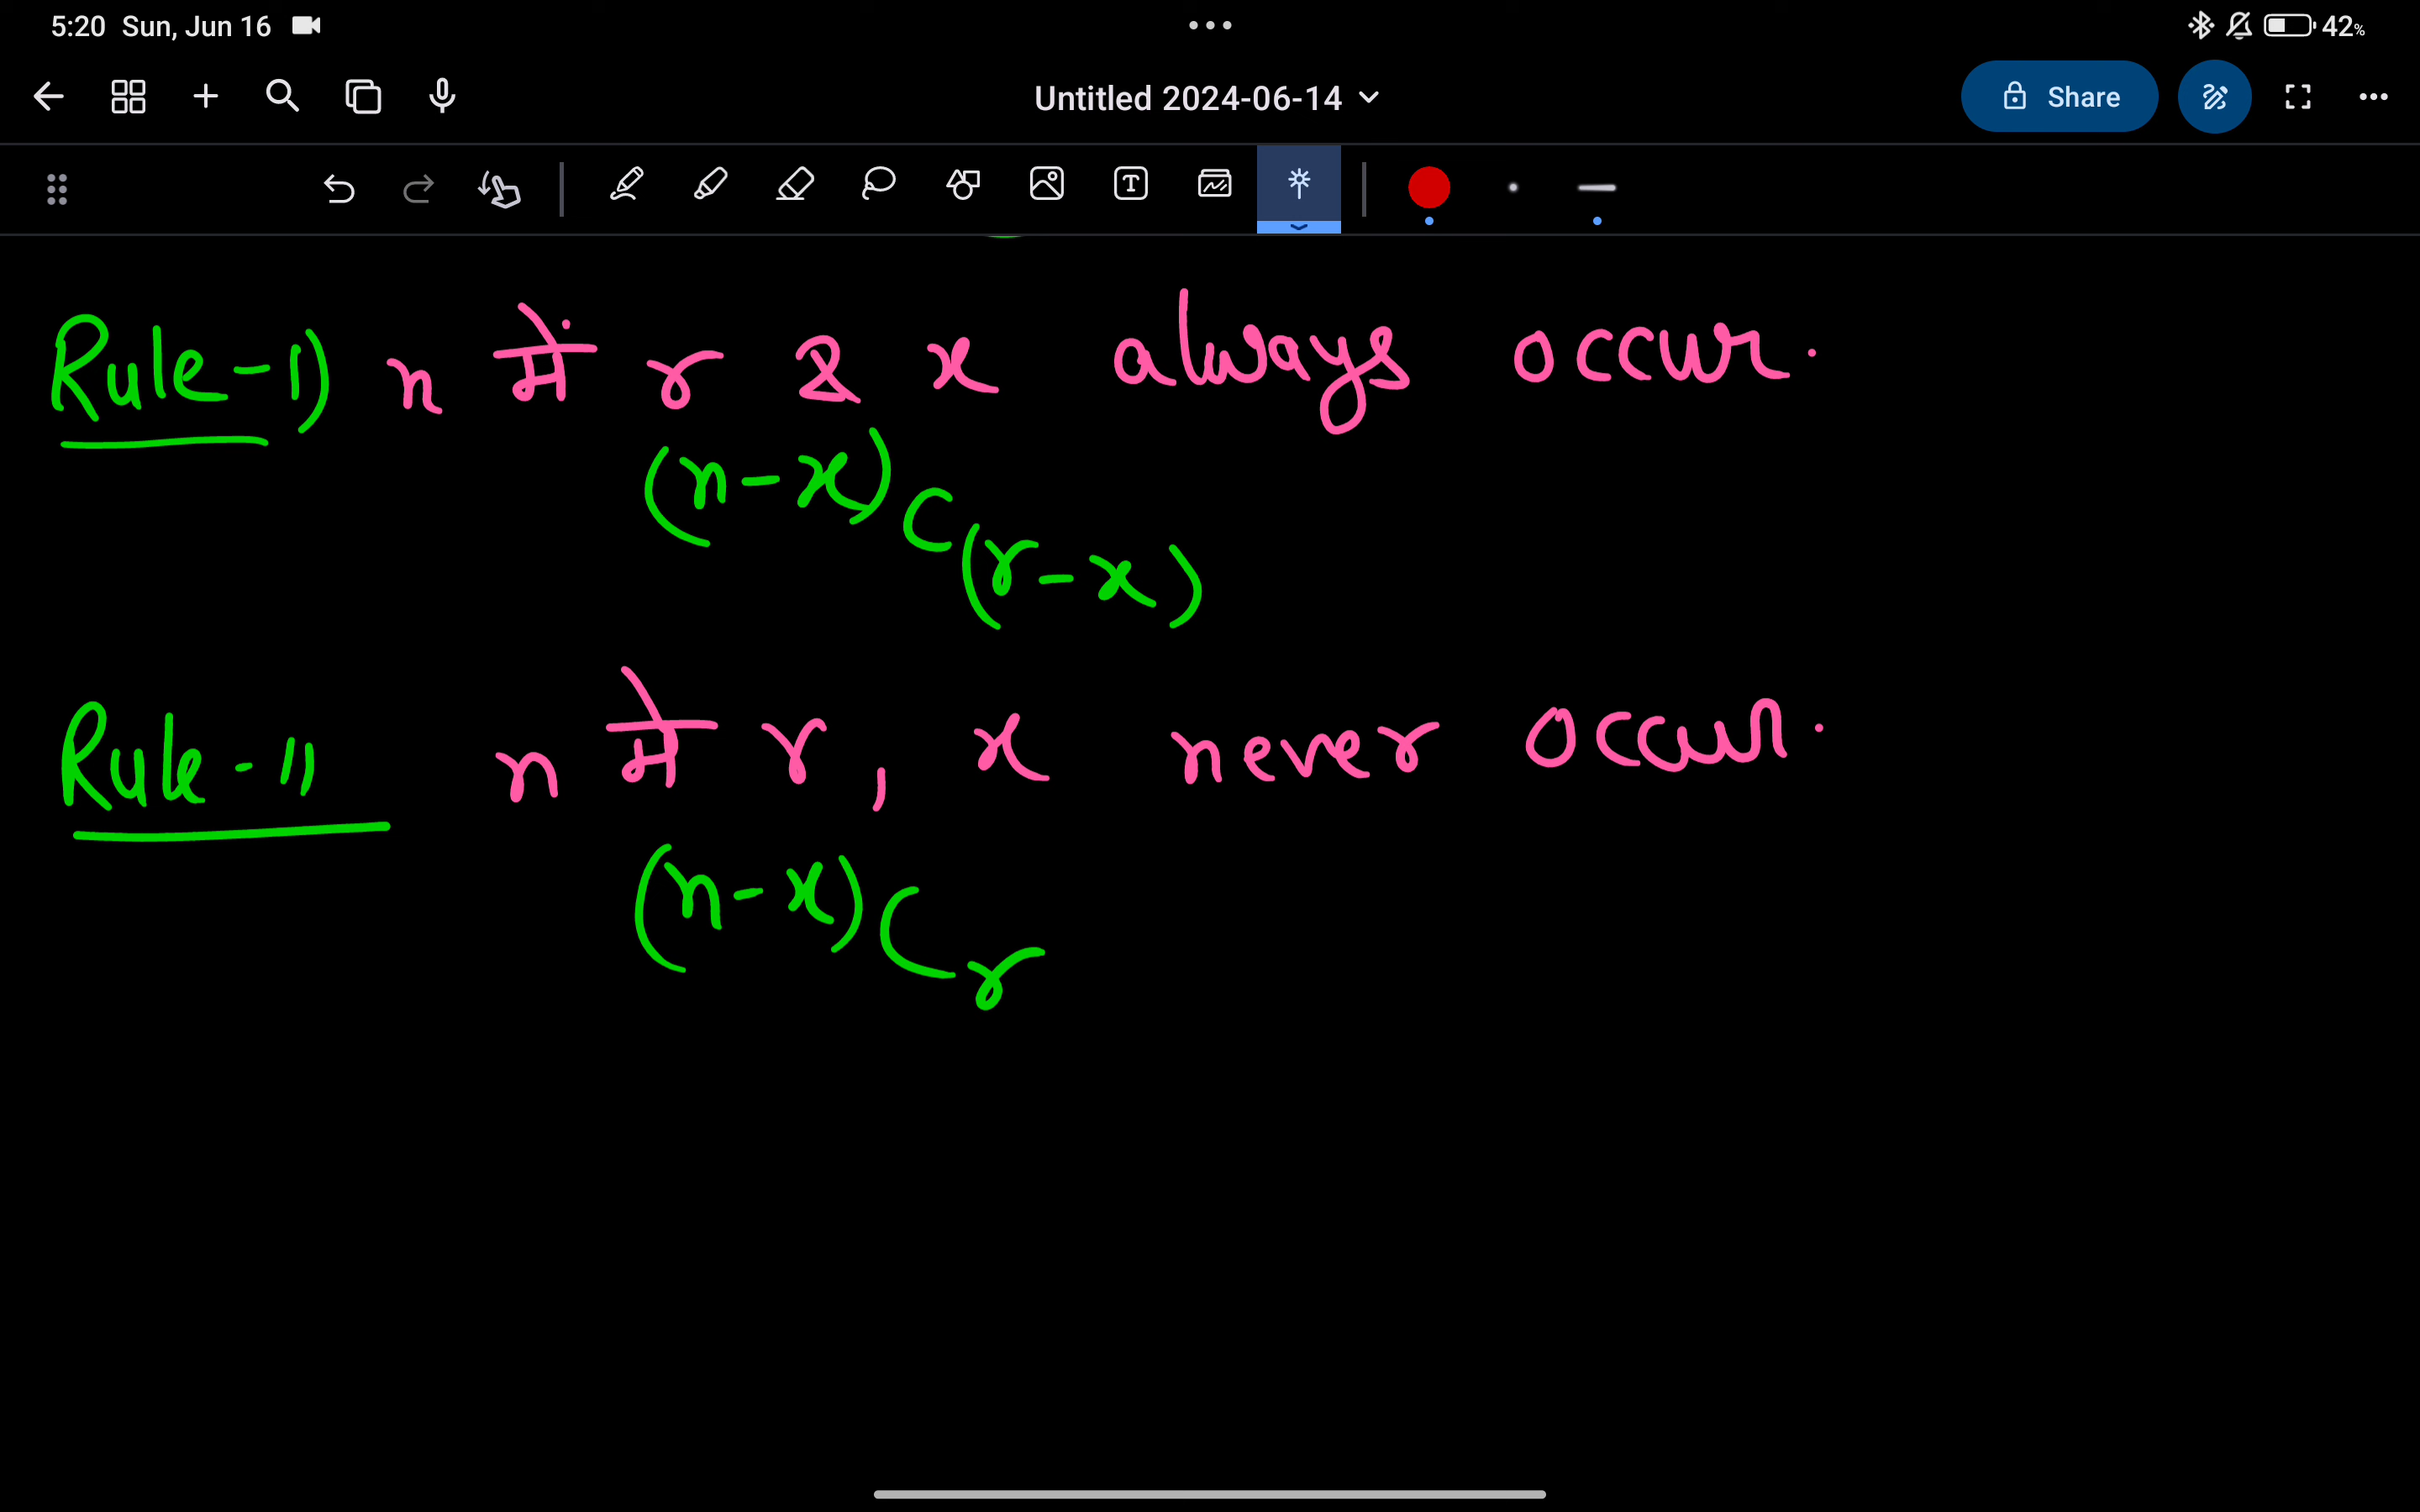 5:20 Sun, Jun 16 42%
Untitled 2024-06-14 Share
Rule-1) n में r & x always occur.
(n-x)C(r-x)
Rule-11 n मे r, x never occur.
(n-x)Cr